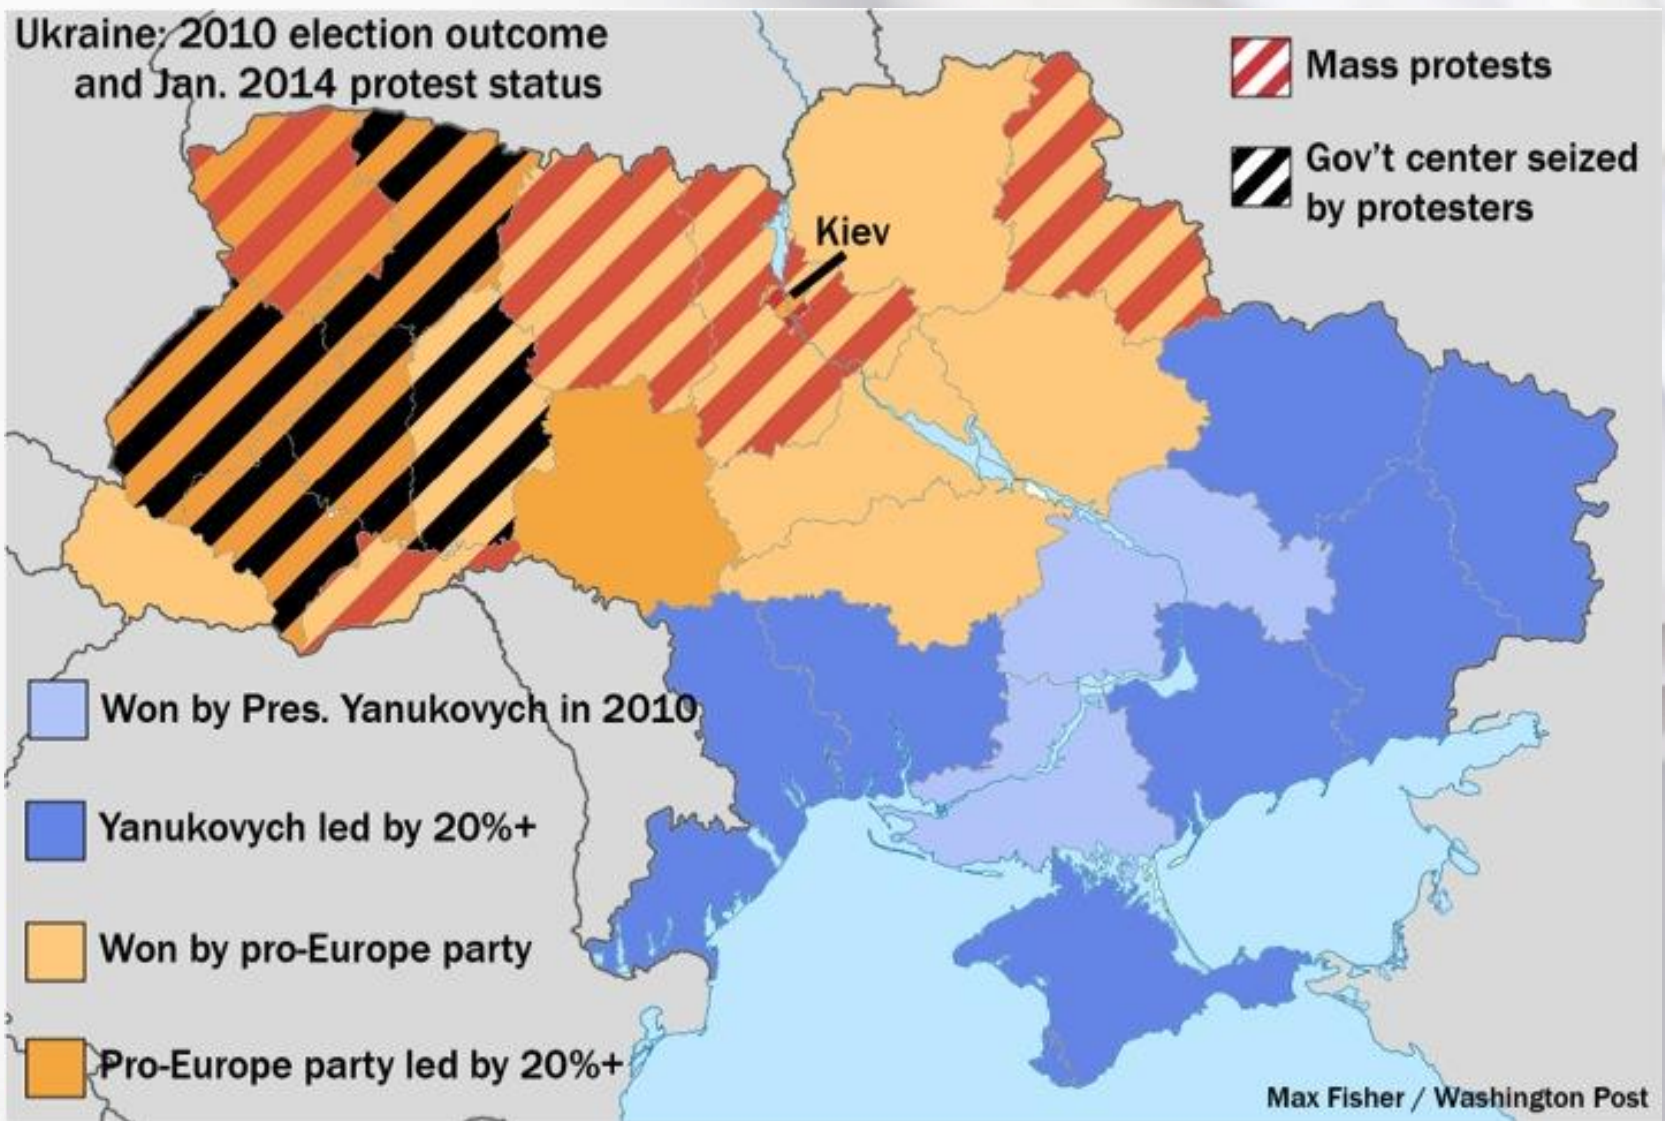 Ukraine: 2010 election outcome
and Jan. 2014 protest status
Mass protests
Gov't center seized
by protesters
Kiev
Won by Pres. Yanukovych in 2010
Yanukovych led by 20%+
Won by pro-Europe party
Pro-Europe party led by 20%+
Max Fisher / Washington Post